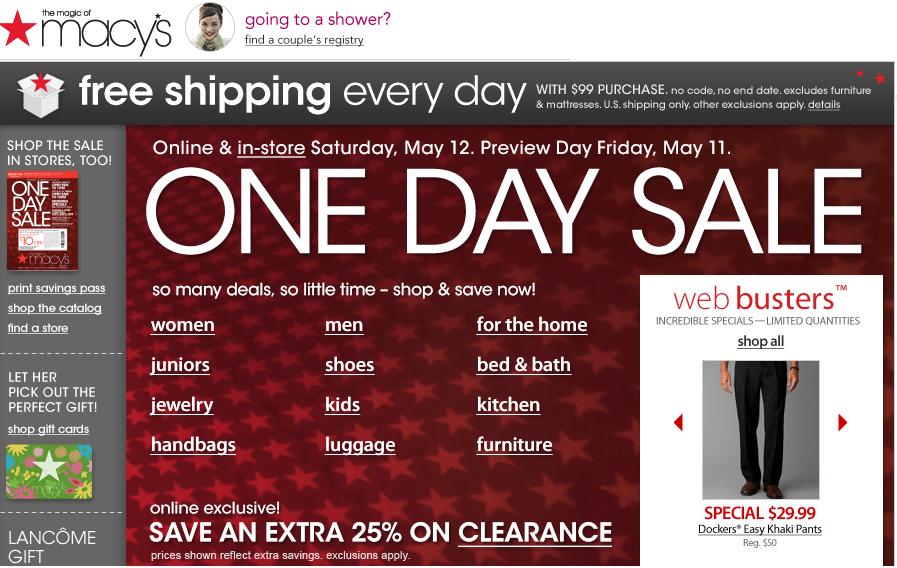 the magic of
macy's
going to a shower?
find a couple's registry
free shipping every day
WITH $99 PURCHASE. no code, no end date. excludes furniture
& mattresses. U.S. shipping only. other exclusions apply. details
SHOP THE SALE
IN STORES, TOO!
ONE
DAY
SALE
$10 OFF
macy's
print savings pass
shop the catalog
find a store
LET HER
PICK OUT THE
PERFECT GIFT!
shop gift cards
macy's
LANCÔME
GIFT
Online & in-store Saturday, May 12. Preview Day Friday, May 11.
ONE DAY SALE
so many deals, so little time – shop & save now!
women
men
for the home
juniors
shoes
bed & bath
jewelry
kids
kitchen
handbags
luggage
furniture
online exclusive!
SAVE AN EXTRA 25% ON CLEARANCE
prices shown reflect extra savings. exclusions apply.
web busters™
INCREDIBLE SPECIALS—LIMITED QUANTITIES
shop all
SPECIAL $29.99
Dockers® Easy Khaki Pants
Reg. $50